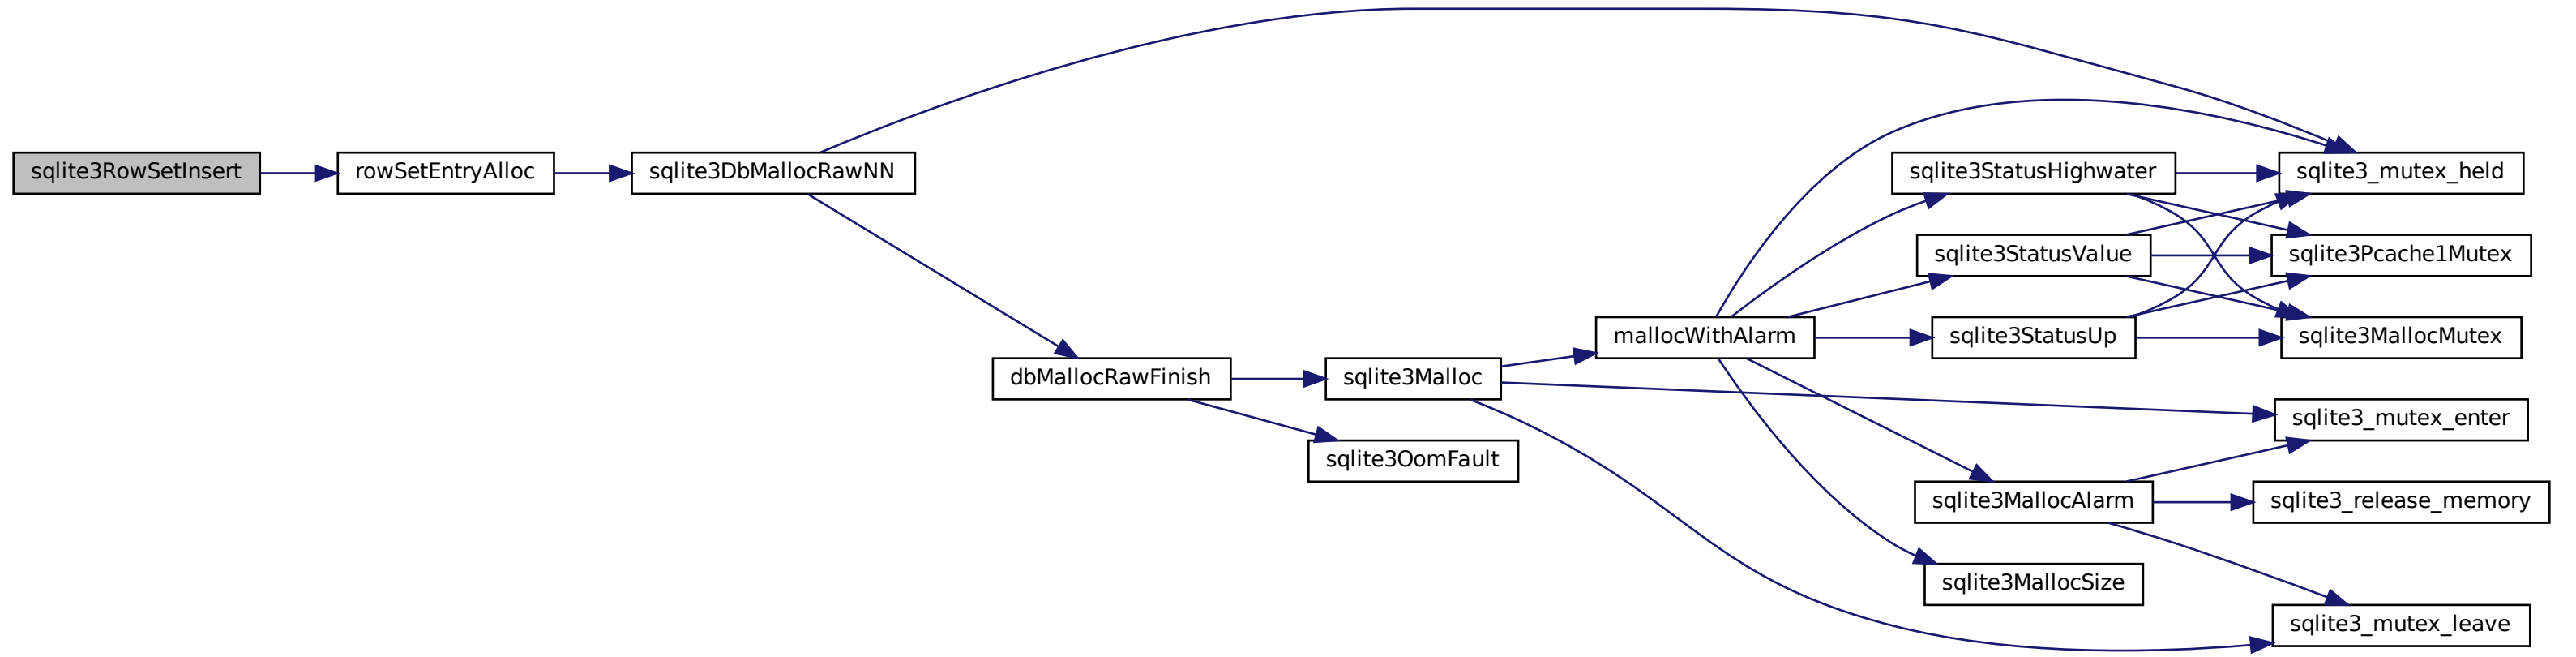 sqlite3RowSetInsert
rowSetEntryAlloc
sqlite3DbMallocRawNN
dbMallocRawFinish
sqlite3Malloc
sqlite3OomFault
mallocWithAlarm
sqlite3StatusHighwater
sqlite3StatusValue
sqlite3StatusUp
sqlite3MallocAlarm
sqlite3MallocSize
sqlite3_mutex_held
sqlite3Pcache1Mutex
sqlite3MallocMutex
sqlite3_mutex_enter
sqlite3_release_memory
sqlite3_mutex_leave